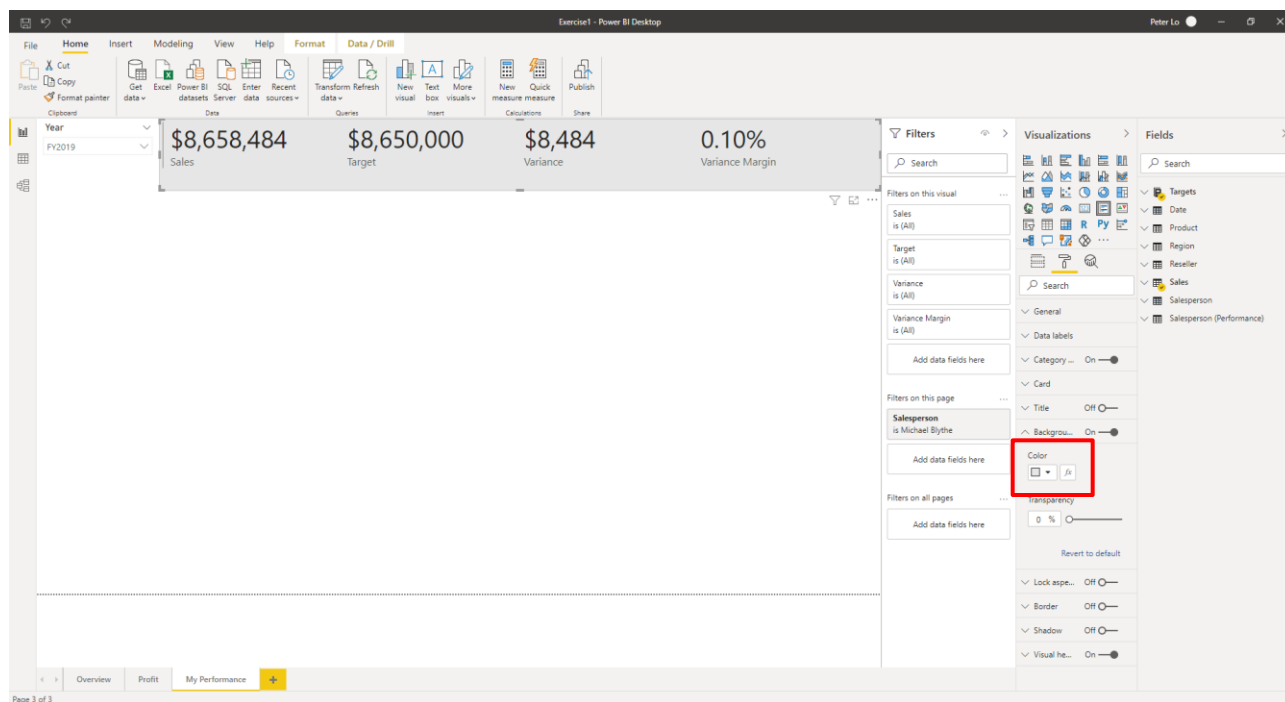 Exercise1 - Power BI Desktop
Peter Lo
File Home Insert Modeling View Help Format Data / Drill
Paste
Cut
Copy
Format painter
Get data
Excel
Power BI datasets
SQL Server
Enter data
Recent sources
Transform data
Refresh
New visual
Text box
More visuals
New measure
Quick measure
Publish
Clipboard Data Queries Insert Calculations Share
Year
FY2019
$8,658,484 $8,650,000 $8,484 0.10%
Sales Target Variance Variance Margin
Filters
Search
Filters on this visual ...
Sales
is (All)
Target
is (All)
Variance
is (All)
Variance Margin
is (All)
Add data fields here
Filters on this page ...
Salesperson
is Michael Blythe
Add data fields here
Filters on all pages ...
Add data fields here
Visualizations
R Py
...
Search
General
Data labels
Category ... On
Card
Title Off
Backgrou... On
Color
fx
Transparency
0 %
Revert to default
Lock aspe... Off
Border Off
Shadow Off
Visual he... On
Fields
Search
Targets
Date
Product
Region
Reseller
Sales
Salesperson
Salesperson (Performance)
Overview Profit My Performance +
Page 3 of 3